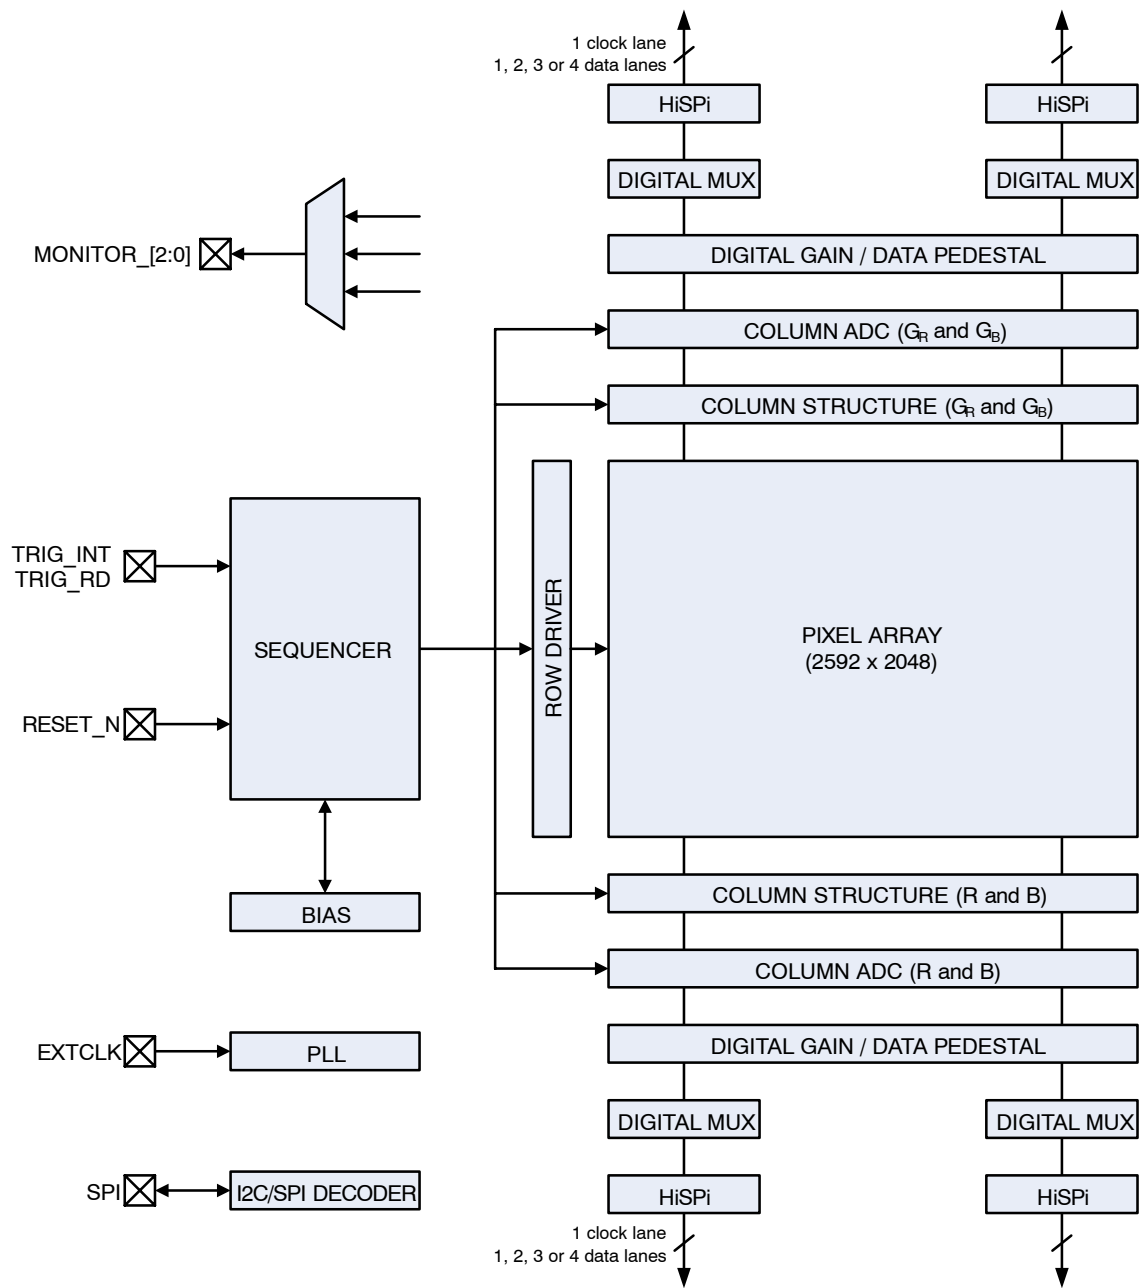 1 clock lane
1, 2, 3 or 4 data lanes
HiSPi
HiSPi
DIGITAL MUX
DIGITAL MUX
MONITOR_[2:0]
DIGITAL GAIN / DATA PEDESTAL
COLUMN ADC (GR and GB)
COLUMN STRUCTURE (GR and GB)
TRIG_INT
TRIG_RD
SEQUENCER
ROW DRIVER
PIXEL ARRAY
(2592 x 2048)
RESET_N
COLUMN STRUCTURE (R and B)
BIAS
COLUMN ADC (R and B)
EXTCLK
PLL
DIGITAL GAIN / DATA PEDESTAL
DIGITAL MUX
DIGITAL MUX
SPI
I2C/SPI DECODER
HiSPi
HiSPi
1 clock lane
1, 2, 3 or 4 data lanes